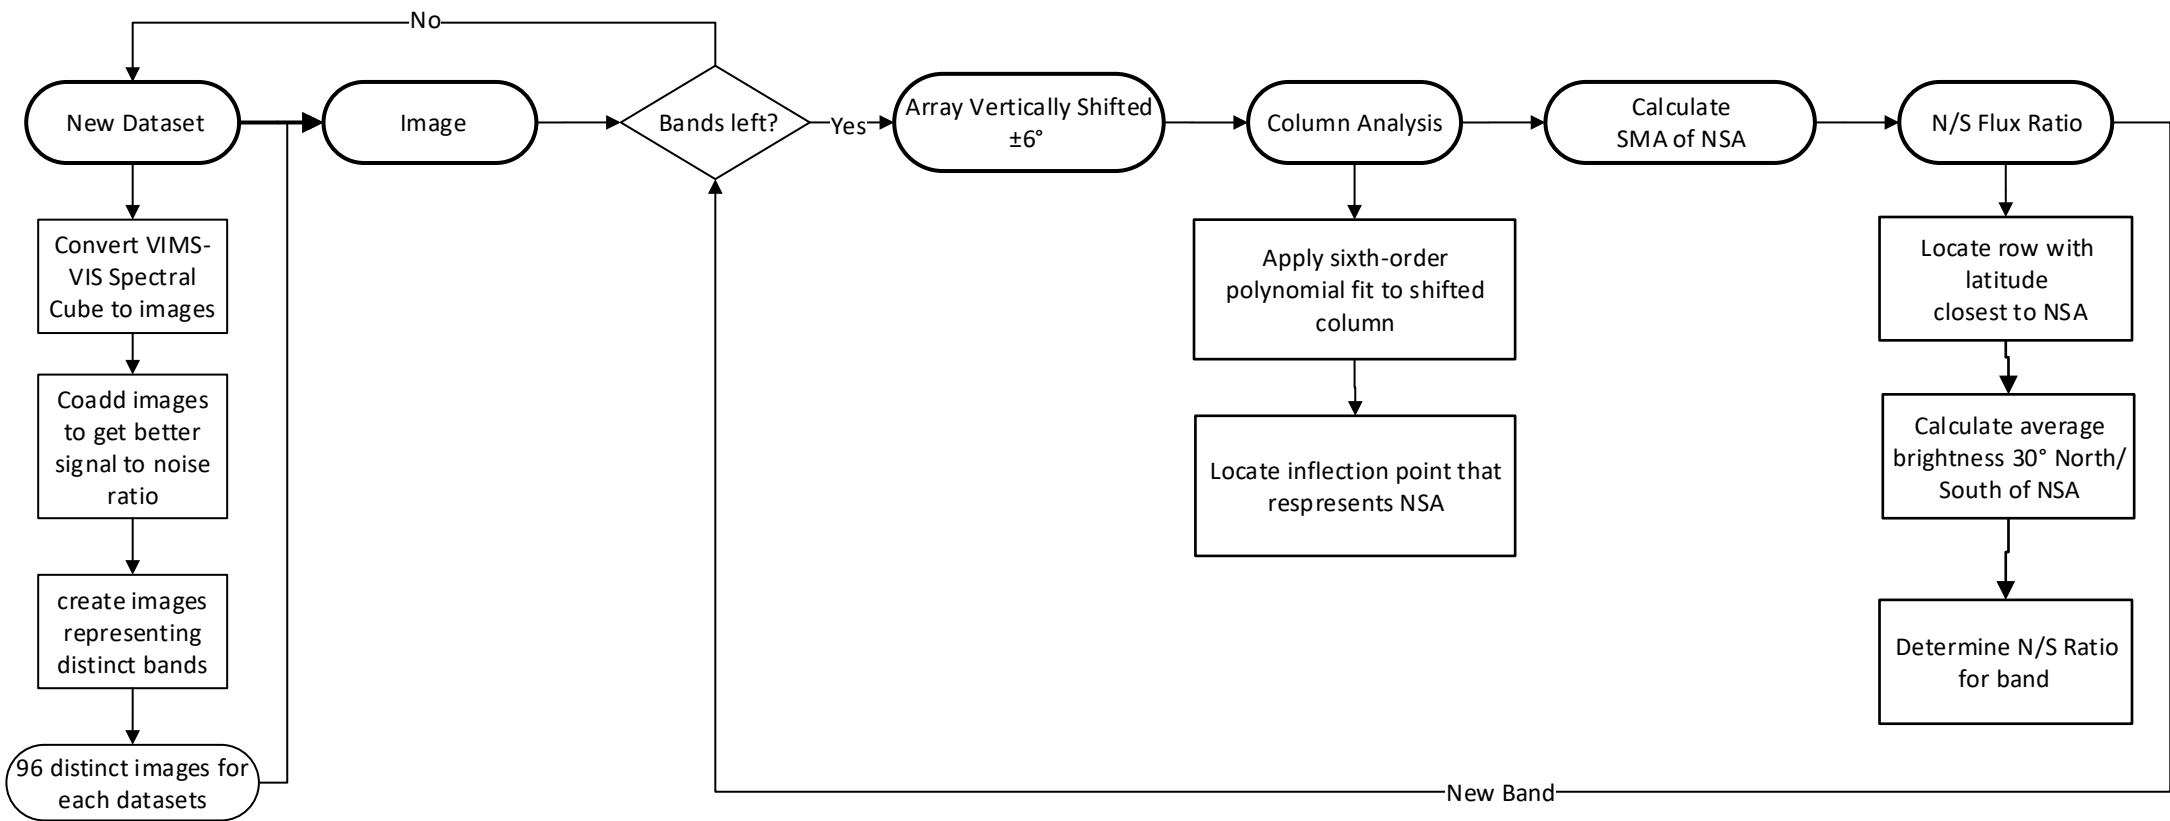 No
New Dataset
Image
Bands left?
Yes
Array Vertically Shifted
±6°
Column Analysis
Calculate
SMA of NSA
N/S Flux Ratio
Convert VIMS-
VIS Spectral
Cube to images
Coadd images
to get better
signal to noise
ratio
create images
representing
distinct bands
96 distinct images for
each datasets
Apply sixth-order
polynomial fit to shifted
column
Locate inflection point that
respresents NSA
Locate row with
latitude
closest to NSA
Calculate average
brightness 30° North/
South of NSA
Determine N/S Ratio
for band
New Band